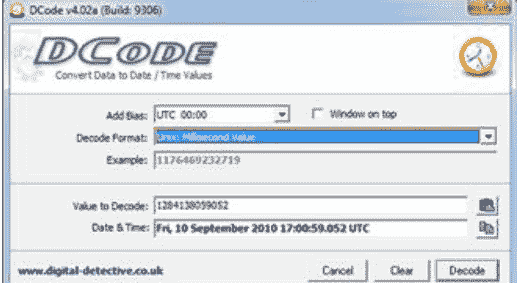 DCode v4.02a (Build: 9306)
DCODE
Convert Data to Date / Time Values
Add Bias: UTC 00:00 Window on top
Decode Format: Unix: Millisecond Value
Example: 1176469232719
Value to Decode: 1284138059052
Date & Time: Fri, 10 September 2010 17:00:59.052 UTC
www.digital-detective.co.uk Cancel Clear Decode